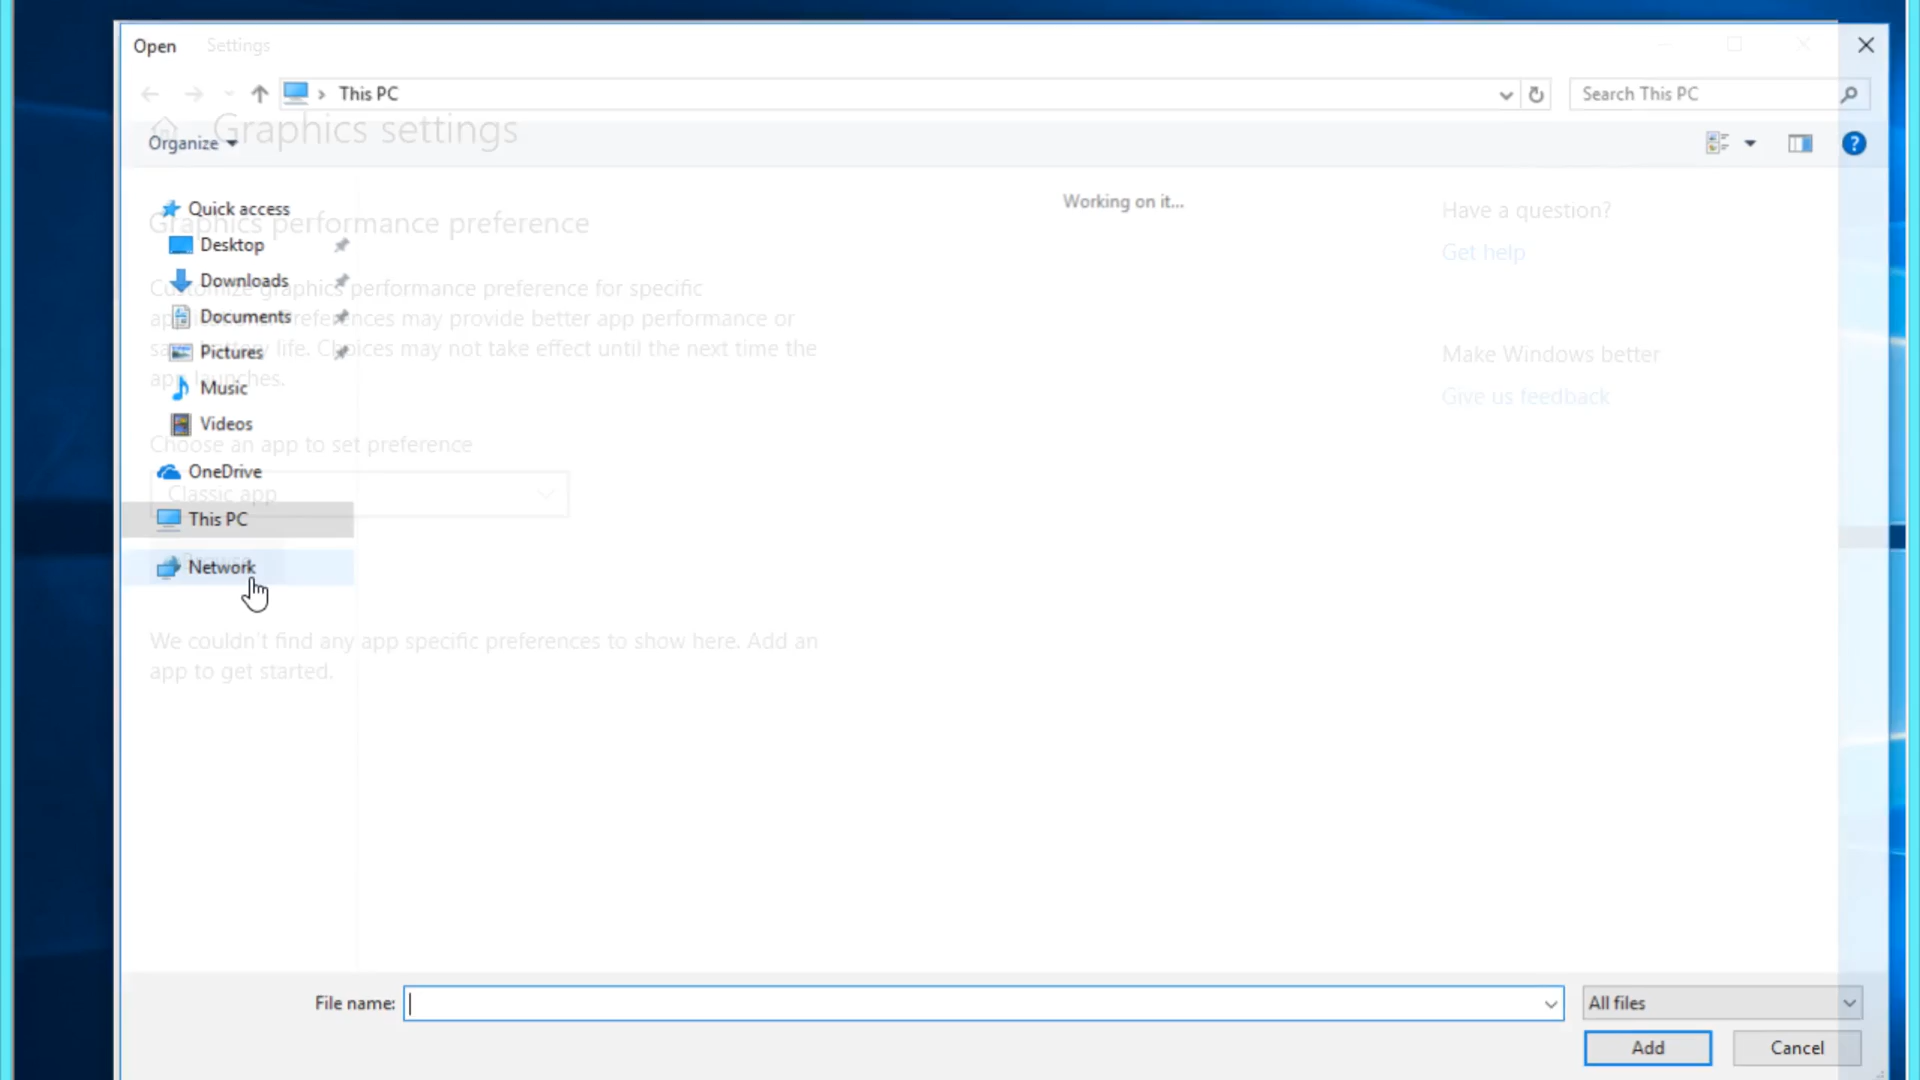 Open
Settings
This PC
Search This PC
Graphics settings
Organize
Quick access
Working on it...
Have a question?
Graphics performance preference
Desktop
Get help
Downloads
Customize graphics performance preference for specific
Documents
applications. Preferences may provide better app performance or
Pictures
save battery life. Choices may not take effect until the next time the
Make Windows better
app launches.
Music
Give us feedback
Videos
Choose an app to set preference
OneDrive
Classic app
This PC
Browse
Network
We couldn't find any app specific preferences to show here. Add an
app to get started.
File name:
All files
Add
Cancel